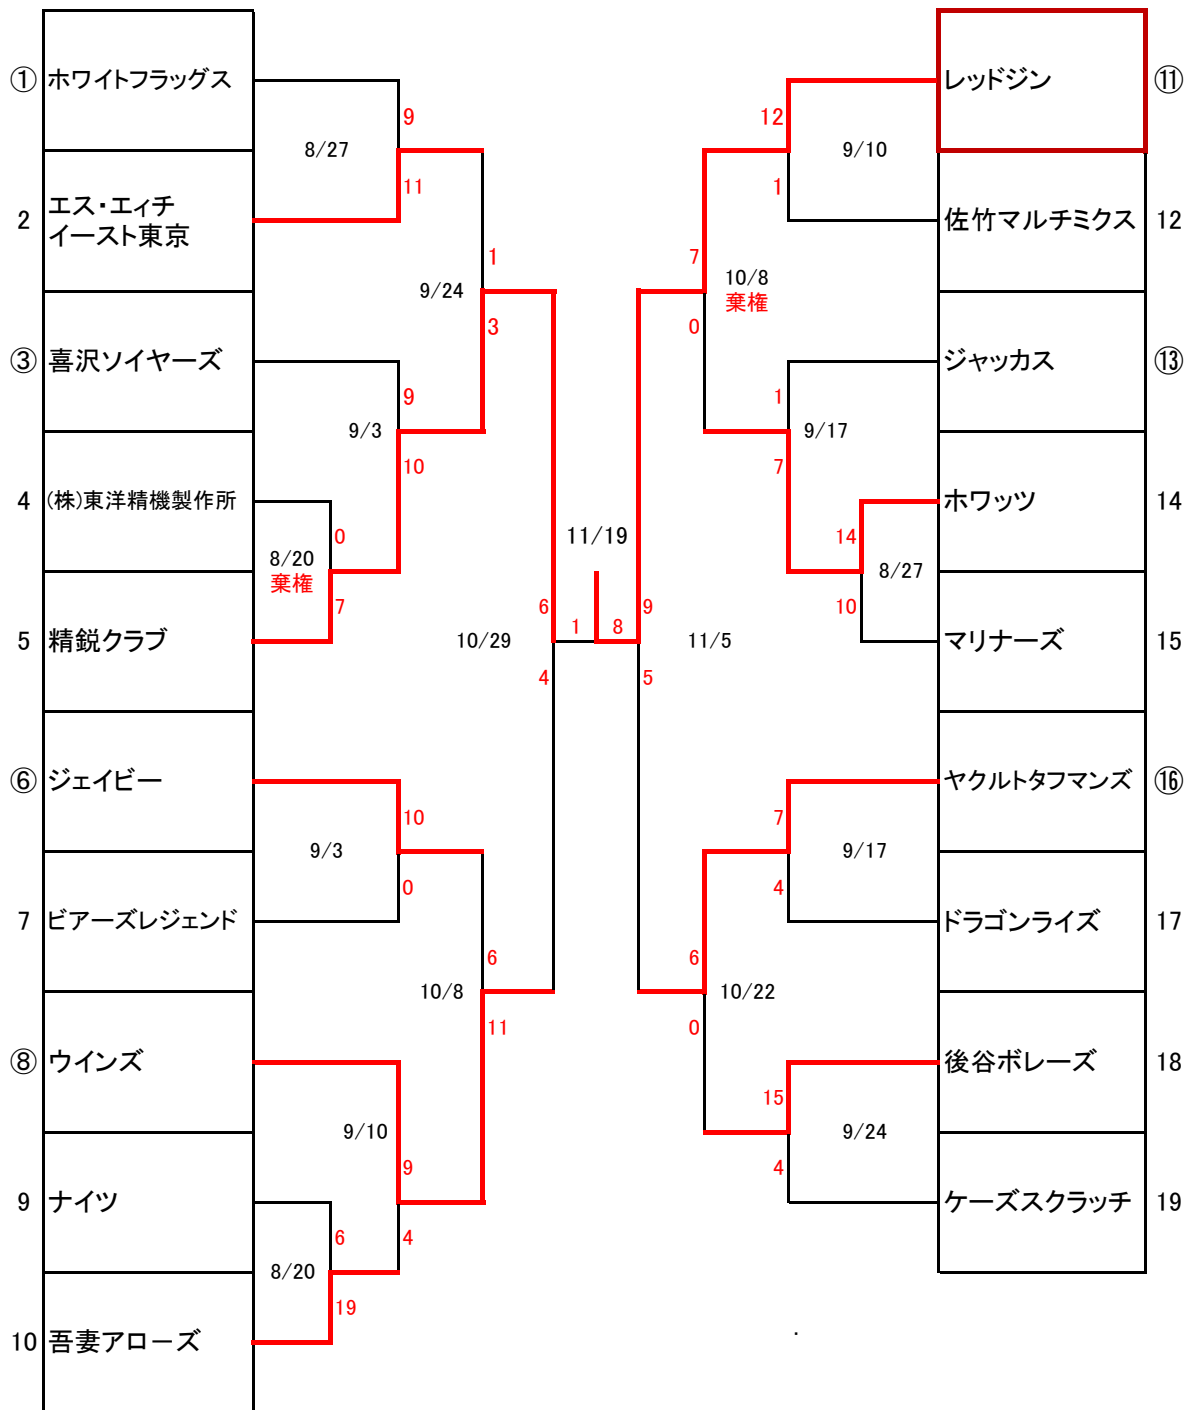 ① ホワイトフラッグス
2 エス・エィチ
イースト東京
③ 喜沢ソイヤーズ
4 (株)東洋精機製作所
5 精鋭クラブ
⑥ ジェイビー
7 ビアーズレジェンド
⑧ ウインズ
9 ナイツ
10 吾妻アローズ
9
8/27
11
1
9/24
3
9
9/3
10
0
8/20
棄権
7
6
10/29
4
10
9/3
0
6
10/8
11
9/10
9
4
6
8/20
19
11/19
1 8
12
9/10
1
7
10/8
棄権
0
1
9/17
7
14
8/27
10
9
11/5
5
7
9/17
4
6
10/22
0
15
9/24
4
レッドジン ⑪
佐竹マルチミクス 12
ジャッカス ⑬
ホワッツ 14
マリナーズ 15
ヤクルトタフマンズ ⑯
ドラゴンライズ 17
後谷ボレーズ 18
ケーズスクラッチ 19
.